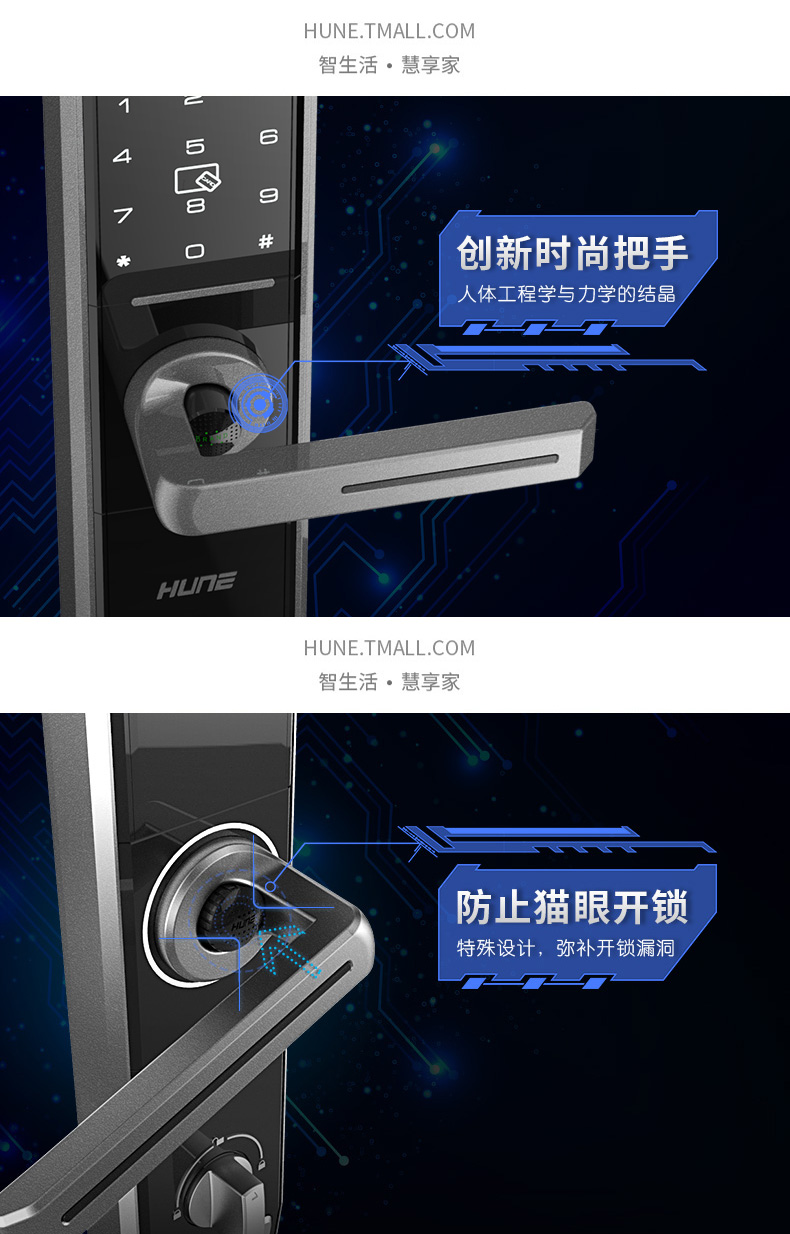 HUNE.TMALL.COM
智生活·慧享家
1 2
4 5 6
7 8 9
* 0 #
创新时尚把手
人体工程学与力学的结晶
HUNE
HUNE.TMALL.COM
智生活·慧享家
防止猫眼开锁
特殊设计，弥补开锁漏洞
HUNE